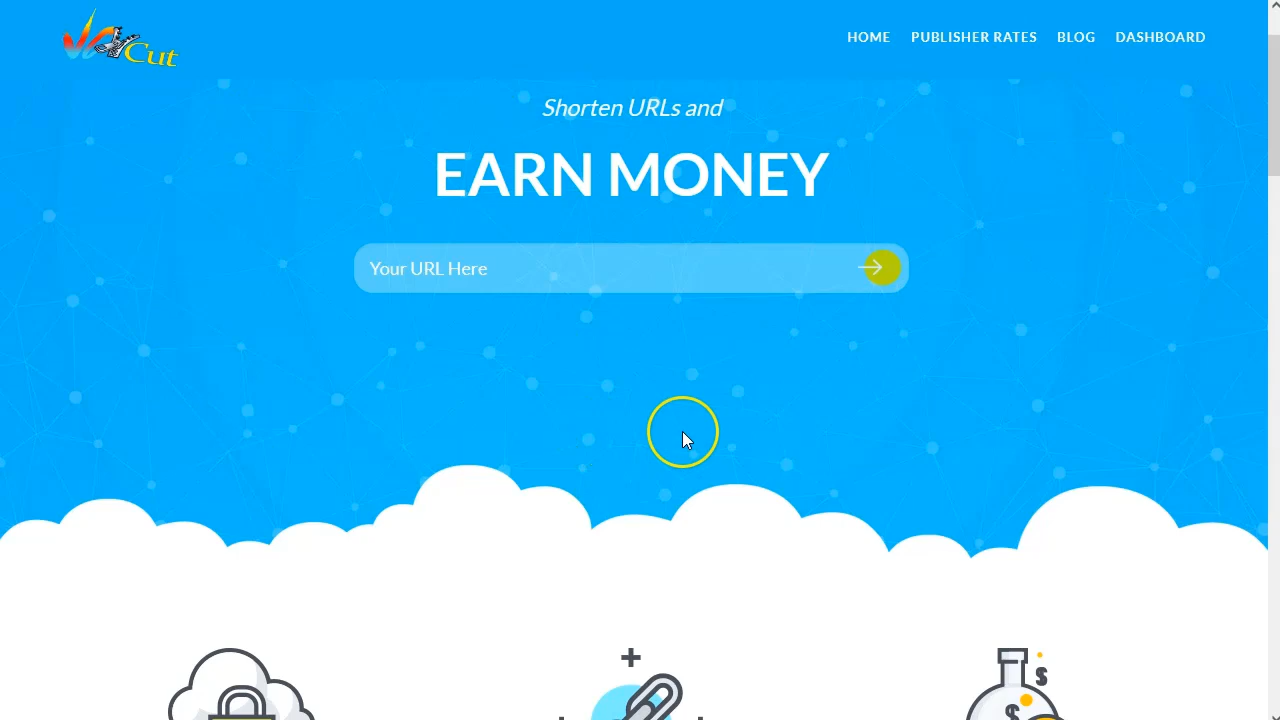 Cut
HOME PUBLISHER RATES BLOG DASHBOARD
Shorten URLs and
EARN MONEY
Your URL Here
$
$